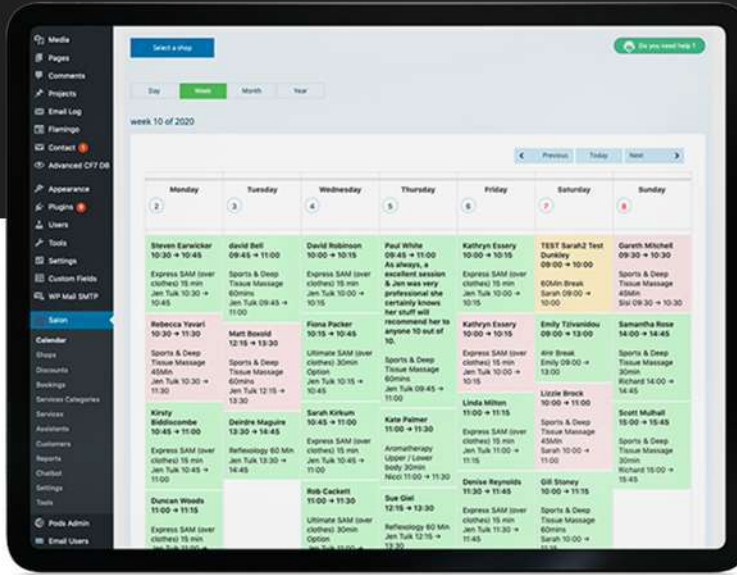 Media
Pages
Comments
Projects
Email Log
Flamingo
Contact 1
Advanced CF7 DB
Appearance
Plugins
Users
Tools
Settings
Custom Fields
WP Mail SMTP
Salon
Calendar
Shops
Discounts
Bookings
Services Categories
Services
Assistants
Customers
Reports
Chatbot
Settings
Tools
Pods Admin
Email Users
Select a shop
Do you need help ?
Day Week Month Year
week 10 of 2020
Previous Today Next
Monday
2
Steven Earwicker
10:30 → 10:45
Express SAM (over
clothes) 15 min
Jen Tulk 10:30 →
10:45
Rebecca Yavari
10:30 → 11:30
Sports & Deep
Tissue Massage
45Min
Jen Tulk 10:30 →
11:30
Kirsty
Biddiscombe
10:45 → 11:00
Express SAM (over
clothes) 15 min
Jen Tulk 10:45 →
11:00
Duncan Woods
11:00 → 11:15
Express SAM (over
clothes) 15 min
Tuesday
3
david Bell
09:45 → 11:00
Sports & Deep
Tissue Massage
60mins
Jen Tulk 09:45 →
11:00
Matt Boxold
12:15 → 13:30
Sports & Deep
Tissue Massage
60mins
Jen Tulk 12:15 →
13:30
Deirdre Maguire
13:30 → 14:45
Reflexology 60 Min
Jen Tulk 13:30 →
14:45
Wednesday
4
David Robinson
10:00 → 10:15
Express SAM (over
clothes) 15 min
Jen Tulk 10:00 →
10:15
Fiona Packer
10:15 → 10:45
Ultimate SAM (over
clothes) 30min
Option
Jen Tulk 10:15 →
10:45
Sarah Kirkum
10:45 → 11:00
Express SAM (over
clothes) 15 min
Jen Tulk 10:45 →
11:00
Rob Cackett
11:00 → 11:30
Ultimate SAM (over
clothes) 30min
Option
Jen Tulk 11:00 →
Thursday
5
Paul White
09:45 → 11:00
As always, a
excellent session
& Jen was very
professional she
certainly knows
her stuff will
recommend her to
anyone 10 out of
10.
Sports & Deep
Tissue Massage
60mins
Jen Tulk 09:45 →
11:00
Kate Palmer
11:00 → 11:30
Aromatherapy
Upper / Lower
body 30min
Nicci 11:00 → 11:30
Sue Giel
12:15 → 13:30
Reflexology 60 Min
Jen Tulk 12:15 →
13:30
Friday
6
Kathryn Essery
10:00 → 10:15
Express SAM (over
clothes) 15 min
Jen Tulk 10:00 →
10:15
Kathryn Essery
10:00 → 10:15
Express SAM (over
clothes) 15 min
Jen Tulk 10:00 →
10:15
Linda Milton
11:00 → 11:15
Express SAM (over
clothes) 15 min
Jen Tulk 11:00 →
11:15
Denise Reynolds
11:30 → 11:45
Express SAM (over
clothes) 15 min
Jen Tulk 11:30 →
11:45
Saturday
7
TEST Sarah2 Test
Dunkley
09:00 → 10:00
60Min Break
Sarah 09:00 →
10:00
Emily Tzivanidou
09:00 → 13:00
4Hr Break
Emily 09:00 →
13:00
Lizzie Brock
10:00 → 11:00
Sports & Deep
Tissue Massage
45Min
Sarah 10:00 →
11:00
Gill Stoney
10:00 → 11:15
Sports & Deep
Tissue Massage
60mins
Sarah 10:00 →
11:15
Sunday
8
Gareth Mitchell
09:30 → 10:30
Sports & Deep
Tissue Massage
45Min
Sisi 09:30 → 10:30
Samantha Rose
14:00 → 14:45
Sports & Deep
Tissue Massage
30min
Richard 14:00 →
14:45
Scott Mulhall
15:00 → 15:45
Sports & Deep
Tissue Massage
30min
Richard 15:00 →
15:45